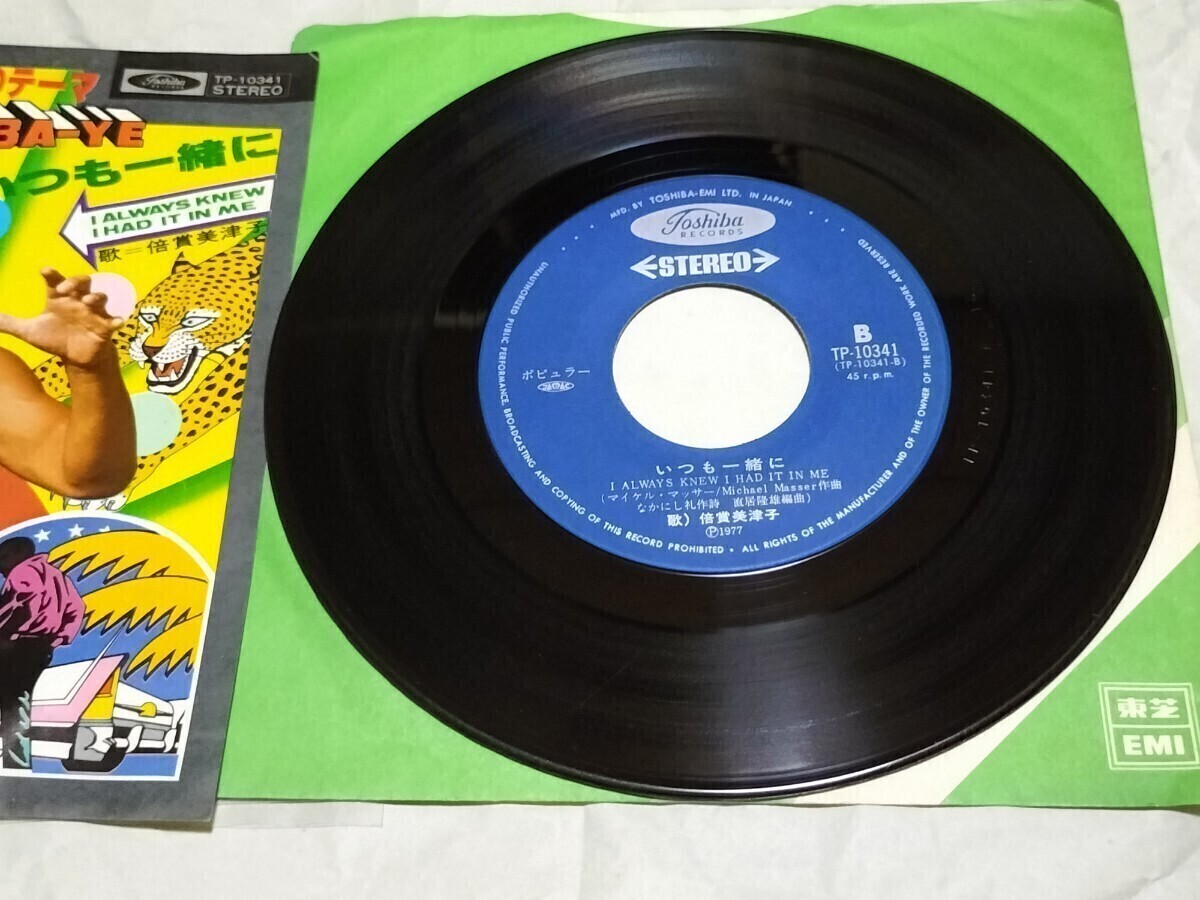 のテーマ
BA-YE
Toshiba
RECORDS
TP-10341
STEREO
いつも一緒に
I ALWAYS KNEW
I HAD IT IN ME
歌=倍賞美津子
MFD. BY TOSHIBA-EMI LTD. IN JAPAN
Toshiba
RECORDS
STEREO
B
TP-10341
(TP-10341-B)
45 r.p.m.
ポピュラー
JASRAC
いつも一緒に
I ALWAYS KNEW I HAD IT IN ME
(マイケル・マッサー/Michael Masser作曲
なかにし礼作詩 直居隆雄編曲)
歌) 倍賞美津子
Ⓟ1977
UNAUTHORIZED PUBLIC PERFORMANCE, BROADCASTING AND COPYING OF THIS RECORD PROHIBITED • ALL RIGHTS OF THE MANUFACTURER AND OF THE OWNER OF THE RECORDED WORK ARE RESERVED
東芝
EMI